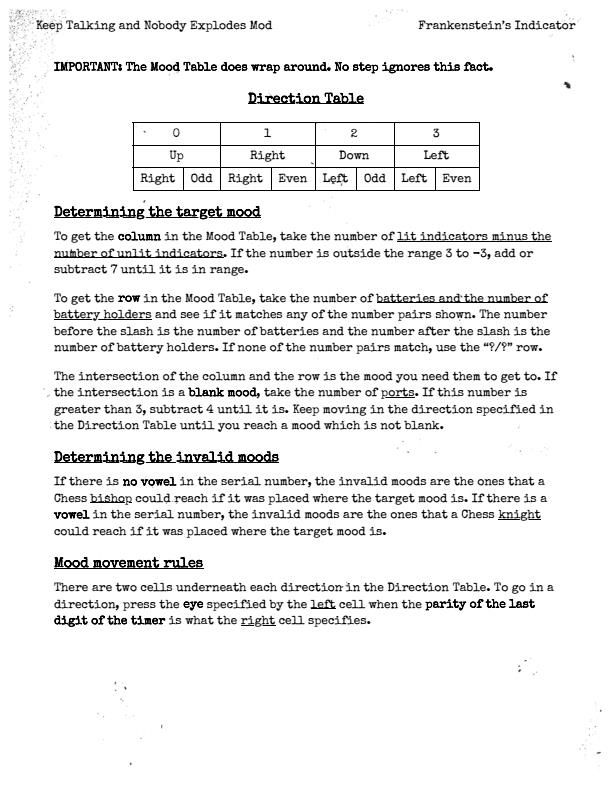 Keep Talking and Nobody Explodes Mod Frankenstein's Indicator
IMPORTANT: The Mood Table does wrap around. No step ignores this fact.
Direction Table
0 1 2 3
Up Right Down Left
Right Odd Right Even Left Odd Left Even
Determining the target mood
To get the column in the Mood Table, take the number of lit indicators minus the
number of unlit indicators. If the number is outside the range 3 to -3, add or
subtract 7 until it is in range.
To get the row in the Mood Table, take the number of batteries and the number of
battery holders and see if it matches any of the number pairs shown. The number
before the slash is the number of batteries and the number after the slash is the
number of battery holders. If none of the number pairs match, use the "?/?" row.
The intersection of the column and the row is the mood you need them to get to. If
the intersection is a blank mood, take the number of ports. If this number is
greater than 3, subtract 4 until it is. Keep moving in the direction specified in
the Direction Table until you reach a mood which is not blank.
Determining the invalid moods
If there is no vowel in the serial number, the invalid moods are the ones that a
Chess bishop could reach if it was placed where the target mood is. If there is a
vowel in the serial number, the invalid moods are the ones that a Chess knight
could reach if it was placed where the target mood is.
Mood movement rules
There are two cells underneath each direction in the Direction Table. To go in a
direction, press the eye specified by the left cell when the parity of the last
digit of the timer is what the right cell specifies.